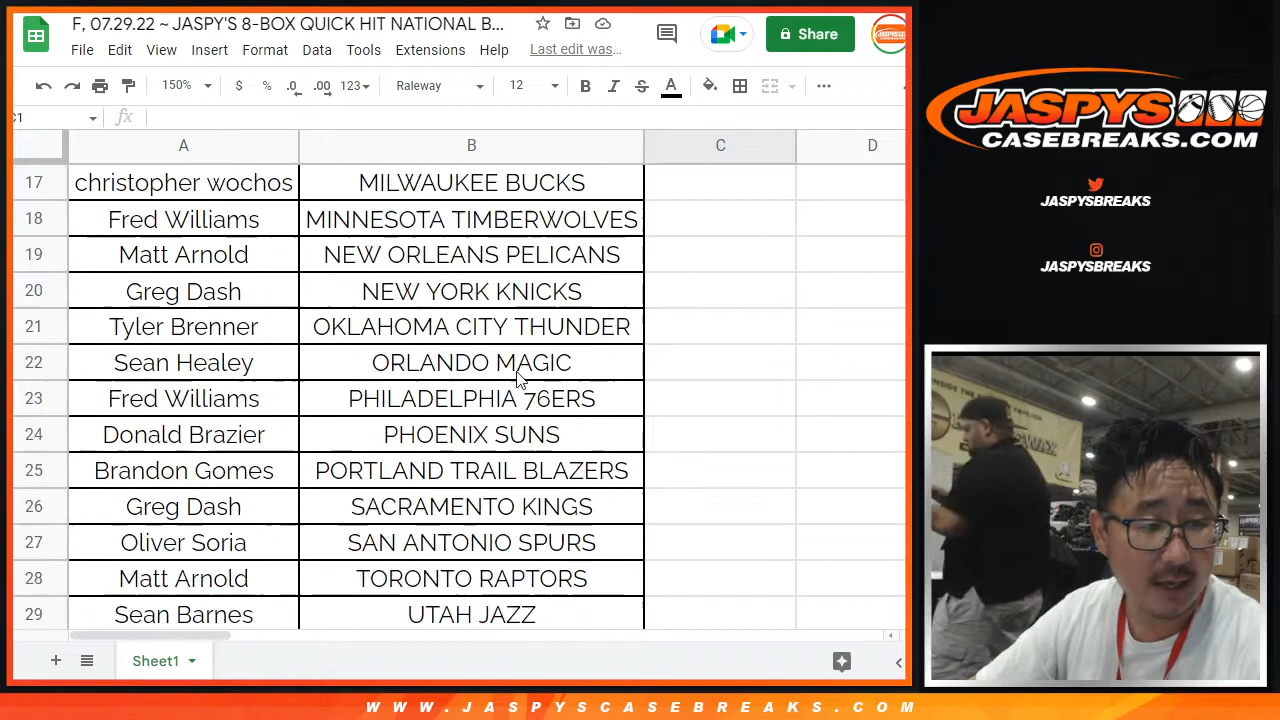 F, 07.29.22 ~ JASPY'S 8-BOX QUICK HIT NATIONAL B...
File Edit View Insert Format Data Tools Extensions Help Last edit was...
Share
150% $ % .0 .00 123 Raleway 12 B I S A
C1 fx
A B C D
17 christopher wochos MILWAUKEE BUCKS
18 Fred Williams MINNESOTA TIMBERWOLVES
19 Matt Arnold NEW ORLEANS PELICANS
20 Greg Dash NEW YORK KNICKS
21 Tyler Brenner OKLAHOMA CITY THUNDER
22 Sean Healey ORLANDO MAGIC
23 Fred Williams PHILADELPHIA 76ERS
24 Donald Brazier PHOENIX SUNS
25 Brandon Gomes PORTLAND TRAIL BLAZERS
26 Greg Dash SACRAMENTO KINGS
27 Oliver Soria SAN ANTONIO SPURS
28 Matt Arnold TORONTO RAPTORS
29 Sean Barnes UTAH JAZZ
Sheet1
JASPYS
CASEBREAKS.COM
JASPYSBREAKS
JASPYSBREAKS
WWW.JASPYSCASEBREAKS.COM